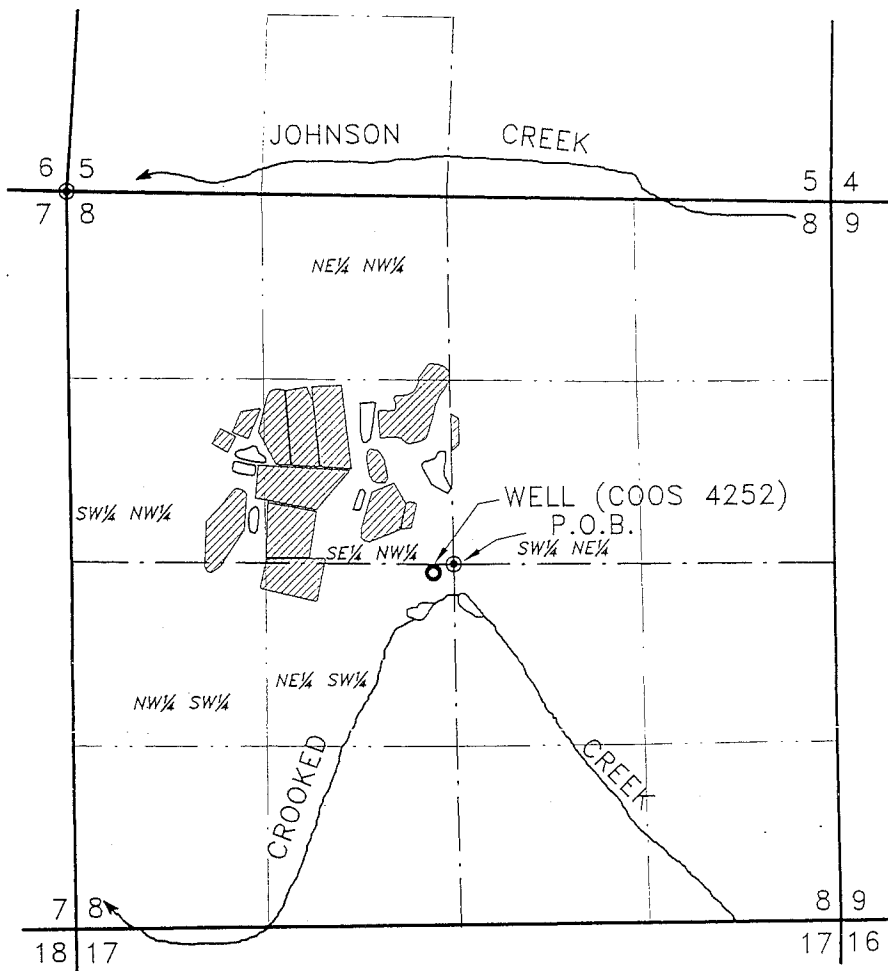 JOHNSON CREEK
6 5
5 4
7 8
8 9
NE¼ NW¼
WELL (COOS 4252)
P.O.B.
SW¼ NW¼
SE¼ NW¼
SW¼ NE¼
NW¼ SW¼
NE¼ SW¼
CROOKED
CREEK
7 8
8 9
18 17
17 16